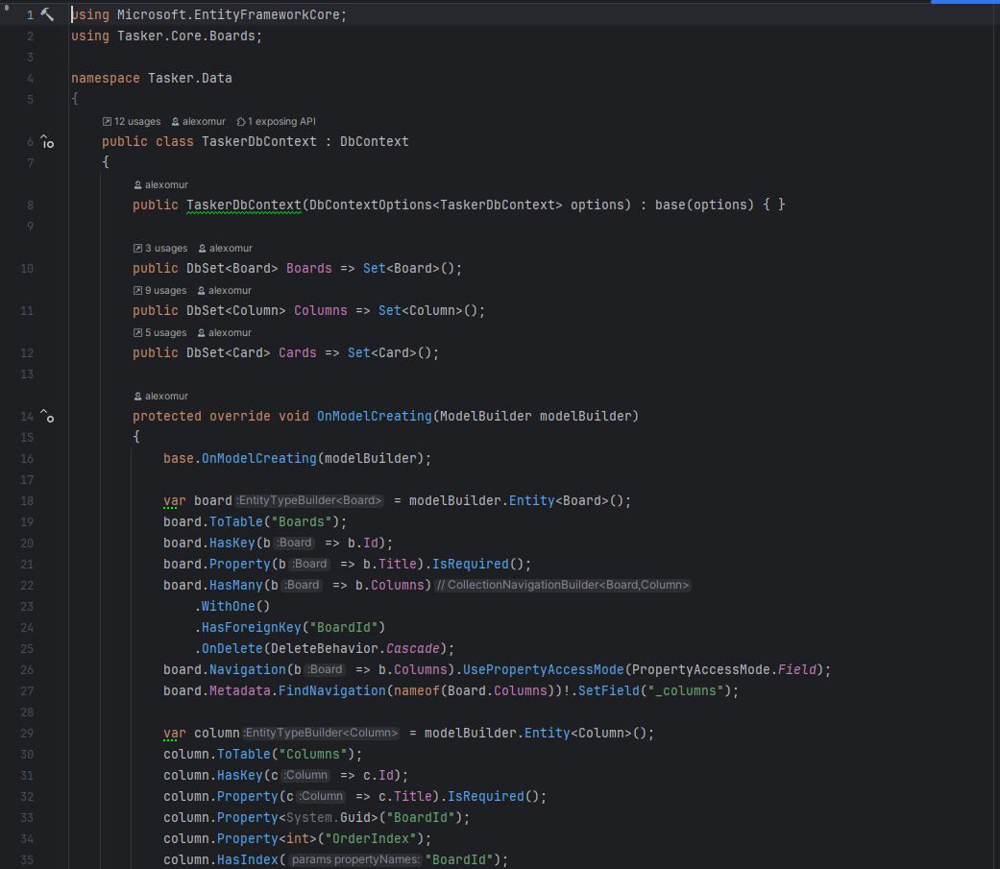 1 using Microsoft.EntityFrameworkCore;
2 using Tasker.Core.Boards;
3
4 namespace Tasker.Data
5 {
12 usages alexomur 1 exposing API
6 public class TaskerDbContext : DbContext
7 {
alexomur
8 public TaskerDbContext(DbContextOptions<TaskerDbContext> options) : base(options) { }
9
3 usages alexomur
10 public DbSet<Board> Boards => Set<Board>();
9 usages alexomur
11 public DbSet<Column> Columns => Set<Column>();
5 usages alexomur
12 public DbSet<Card> Cards => Set<Card>();
13
alexomur
14 protected override void OnModelCreating(ModelBuilder modelBuilder)
15 {
16 base.OnModelCreating(modelBuilder);
17
18 var board :EntityTypeBuilder<Board> = modelBuilder.Entity<Board>();
19 board.ToTable("Boards");
20 board.HasKey(b :Board => b.Id);
21 board.Property(b :Board => b.Title).IsRequired();
22 board.HasMany(b :Board => b.Columns) // CollectionNavigationBuilder<Board,Column>
23 .WithOne()
24 .HasForeignKey("BoardId")
25 .OnDelete(DeleteBehavior.Cascade);
26 board.Navigation(b :Board => b.Columns).UsePropertyAccessMode(PropertyAccessMode.Field);
27 board.Metadata.FindNavigation(nameof(Board.Columns))!.SetField("_columns");
28
29 var column :EntityTypeBuilder<Column> = modelBuilder.Entity<Column>();
30 column.ToTable("Columns");
31 column.HasKey(c :Column => c.Id);
32 column.Property(c :Column => c.Title).IsRequired();
33 column.Property<System.Guid>("BoardId");
34 column.Property<int>("OrderIndex");
35 column.HasIndex( params propertyNames: "BoardId");